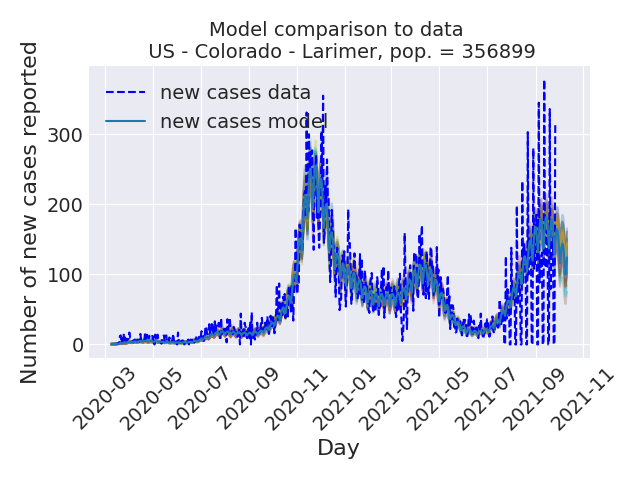 Model comparison to data
US - Colorado - Larimer, pop. = 356899
Number of new cases reported
new cases data
new cases model
300
200
100
0
2020-03
2020-05
2020-07
2020-09
2020-11
2021-01
2021-03
2021-05
2021-07
2021-09
2021-11
Day